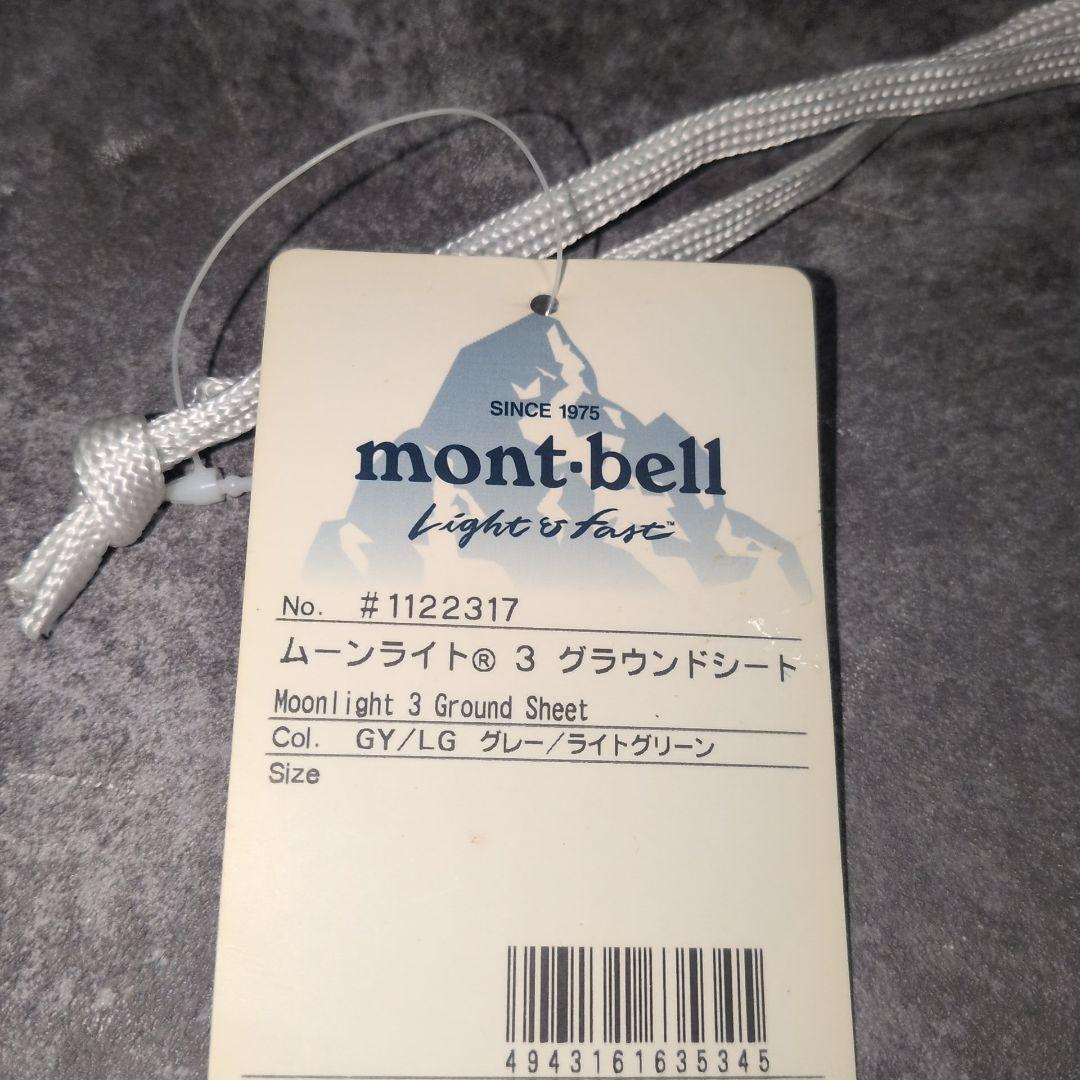 SINCE 1975
mont·bell
Light & fast™
No. #1122317
ムーンライト® 3 グラウンドシート
Moonlight 3 Ground Sheet
Col. GY/LG グレー/ライトグリーン
Size
4943161635345